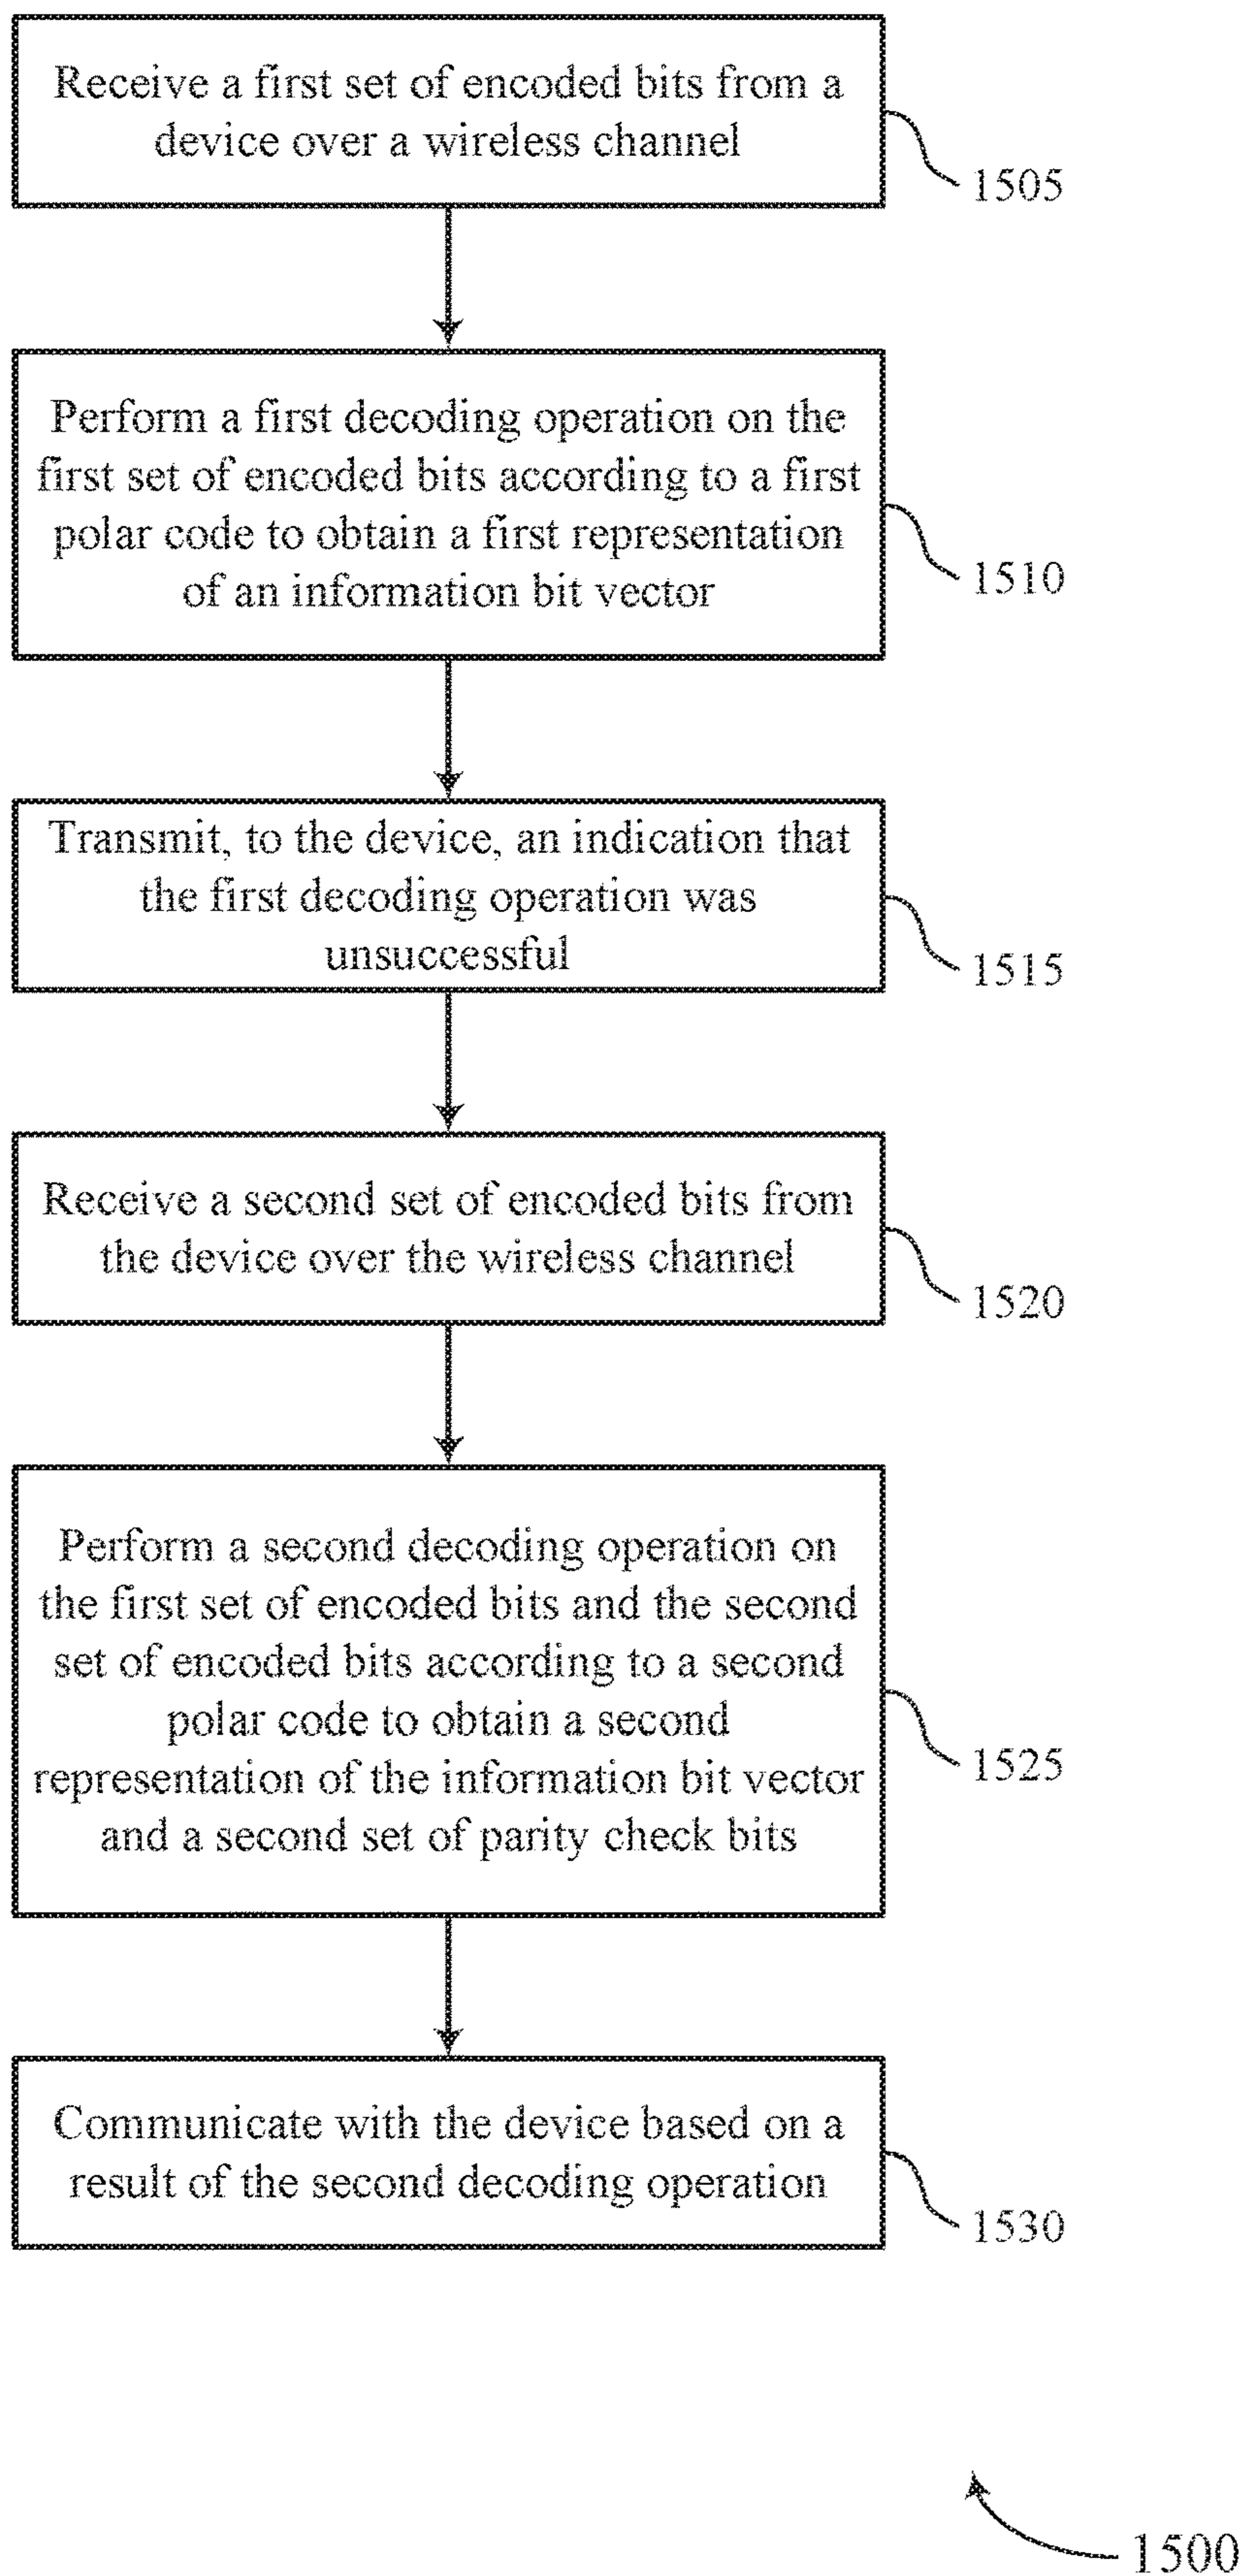 Receive a first set of encoded bits from a
device over a wireless channel
1505
Perform a first decoding operation on the
first set of encoded bits according to a first
polar code to obtain a first representation
of an information bit vector
1510
Transmit, to the device, an indication that
the first decoding operation was
unsuccessful
1515
Receive a second set of encoded bits from
the device over the wireless channel
1520
Perform a second decoding operation on
the first set of encoded bits and the second
set of encoded bits according to a second
polar code to obtain a second
representation of the information bit vector
and a second set of parity check bits
1525
Communicate with the device based on a
result of the second decoding operation
1530
1500